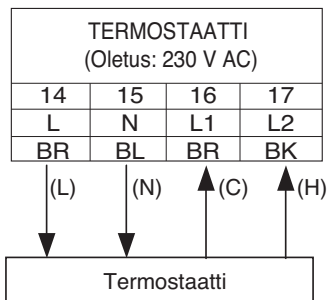 TERMOSTAATTI
(Oletus: 230 V AC)
14 15 16 17
L N L1 L2
BR BL BR BK
(L) (N) (C) (H)
Termostaatti